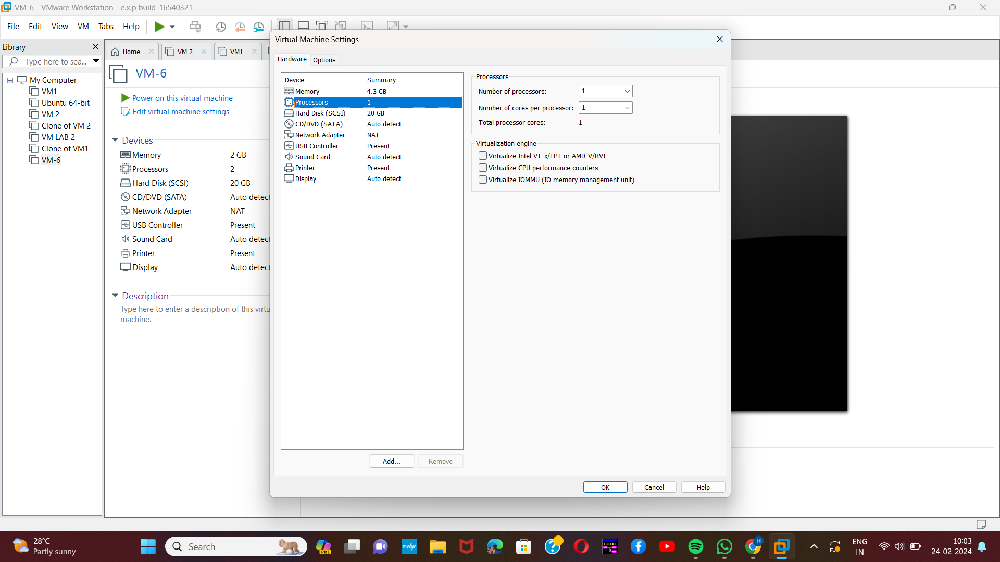 VM-6 - VMware Workstation - e.x.p build-16540321
File Edit View VM Tabs Help
Library
Type here to sea...
My Computer
VM1
Ubuntu 64-bit
VM 2
Clone of VM 2
VM LAB 2
Clone of VM1
VM-6
Home
VM 2
VM1
VM-6
Power on this virtual machine
Edit virtual machine settings
Devices
Memory 2 GB
Processors 2
Hard Disk (SCSI) 20 GB
CD/DVD (SATA) Auto detect
Network Adapter NAT
USB Controller Present
Sound Card Auto detect
Printer Present
Display Auto detect
Description
Type here to enter a description of this virtu
machine.
Virtual Machine Settings
Hardware Options
Device Summary
Memory 4.3 GB
Processors 1
Hard Disk (SCSI) 20 GB
CD/DVD (SATA) Auto detect
Network Adapter NAT
USB Controller Present
Sound Card Auto detect
Printer Present
Display Auto detect
Add... Remove
Processors
Number of processors: 1
Number of cores per processor: 1
Total processor cores: 1
Virtualization engine
Virtualize Intel VT-x/EPT or AMD-V/RVI
Virtualize CPU performance counters
Virtualize IOMMU (IO memory management unit)
OK Cancel Help
28°C
Partly sunny
Search
PRE
myhp
DATA
H
ENG
IN
10:03
24-02-2024